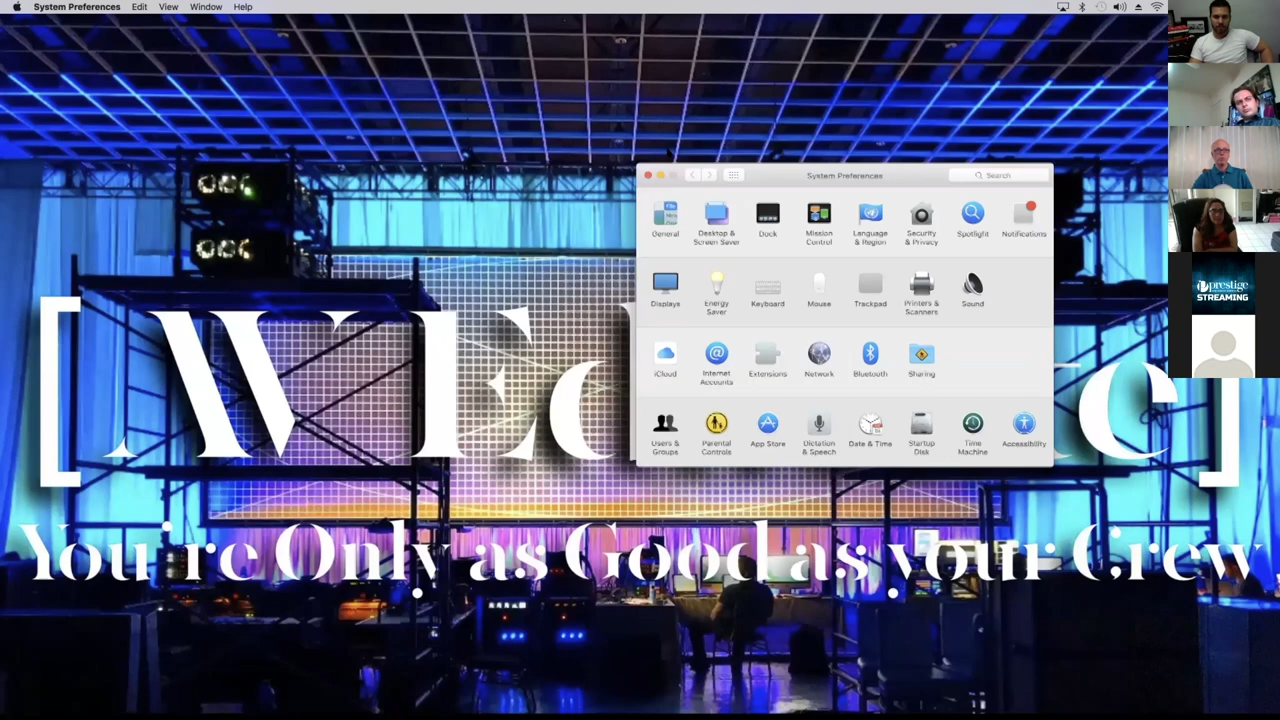 System Preferences Edit View Window Help
System Preferences
Search
General
Desktop &
Screen Saver
Dock
Mission
Control
Language
& Region
Security
& Privacy
Spotlight
Notifications
Displays
Energy
Saver
Keyboard
Mouse
Trackpad
Printers &
Scanners
Sound
iCloud
Internet
Accounts
Extensions
Network
Bluetooth
Sharing
Users &
Groups
Parental
Controls
App Store
Dictation
& Speech
Date & Time
Startup
Disk
Time
Machine
Accessibility
You're Only as Good as your Crew
prestige
STREAMING